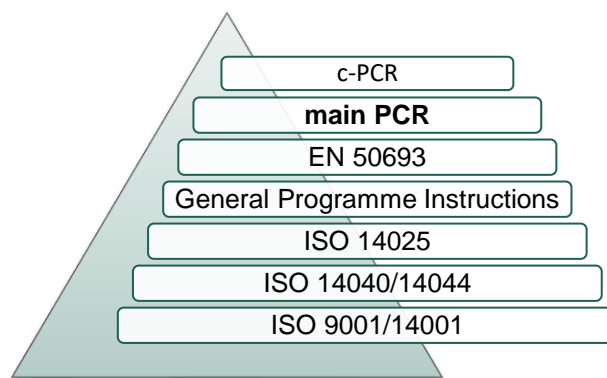 c-PCR
main PCR
EN 50693
General Programme Instructions
ISO 14025
ISO 14040/14044
ISO 9001/14001